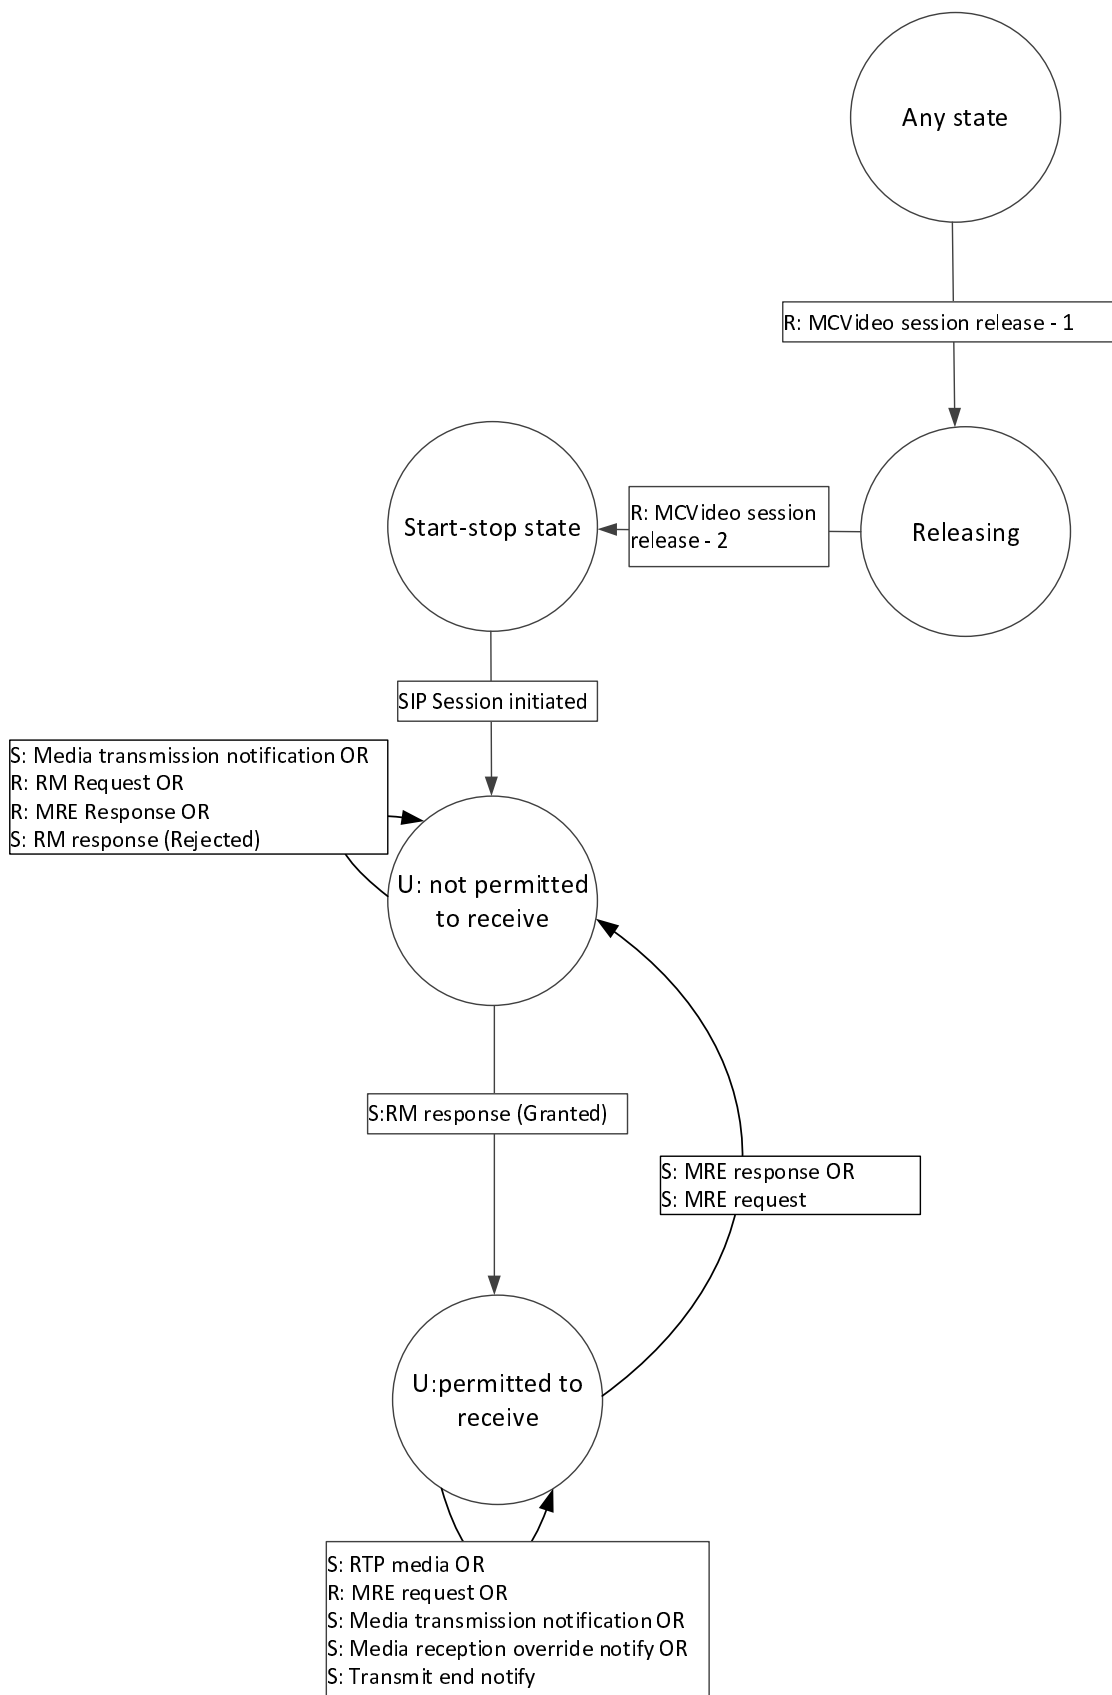 Any state
R: MCVideo session release - 1
Start-stop state
R: MCVideo session
release - 2
Releasing
SIP Session initiated
S: Media transmission notification OR
R: RM Request OR
R: MRE Response OR
S: RM response (Rejected)
U: not permitted
to receive
S:RM response (Granted)
S: MRE response OR
S: MRE request
U:permitted to
receive
S: RTP media OR
R: MRE request OR
S: Media transmission notification OR
S: Media reception override notify OR
S: Transmit end notify